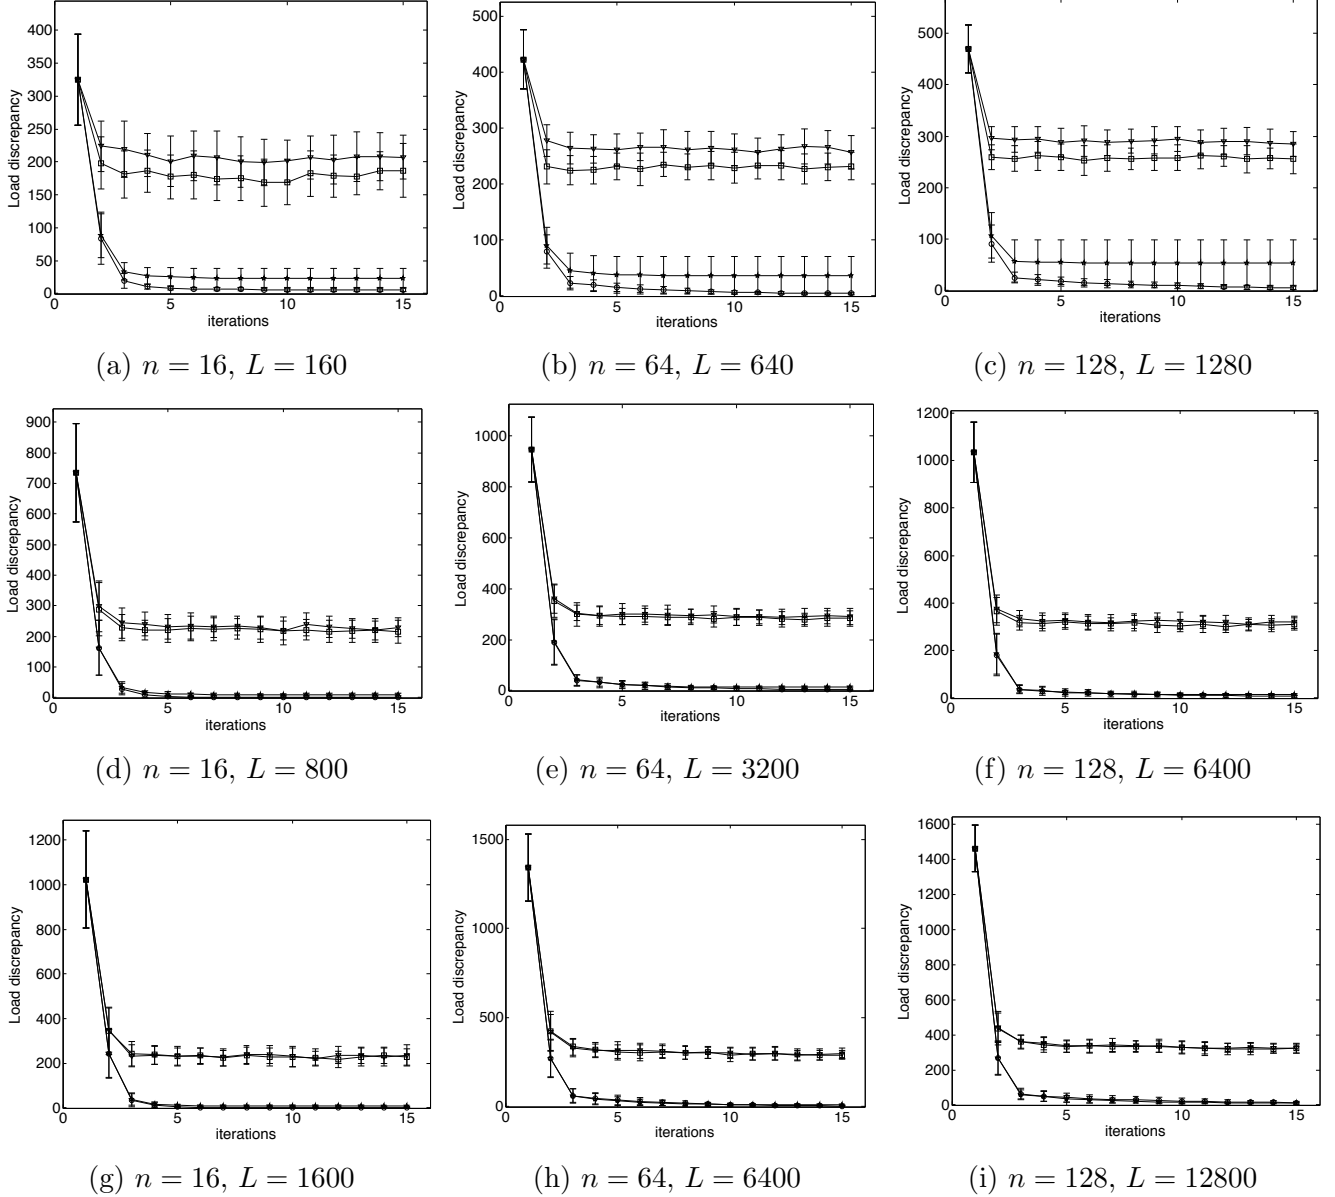 400
350
300
250
200
150
100
50
0
Load discrepancy
0 5 10 15
iterations
(a) n = 16, L = 160
500
400
300
200
100
0
Load discrepancy
0 5 10 15
iterations
(b) n = 64, L = 640
500
400
300
200
100
0
Load discrepancy
0 5 10 15
iterations
(c) n = 128, L = 1280
900
800
700
600
500
400
300
200
100
0
Load discrepancy
0 5 10 15
iterations
(d) n = 16, L = 800
1000
800
600
400
200
0
Load discrepancy
0 5 10 15
iterations
(e) n = 64, L = 3200
1200
1000
800
600
400
200
0
Load discrepancy
0 5 10 15
iterations
(f) n = 128, L = 6400
1200
1000
800
600
400
200
0
Load discrepancy
0 5 10 15
iterations
(g) n = 16, L = 1600
1500
1000
500
0
Load discrepancy
0 5 10 15
iterations
(h) n = 64, L = 6400
1600
1400
1200
1000
800
600
400
200
0
Load discrepancy
0 5 10 15
iterations
(i) n = 128, L = 12800